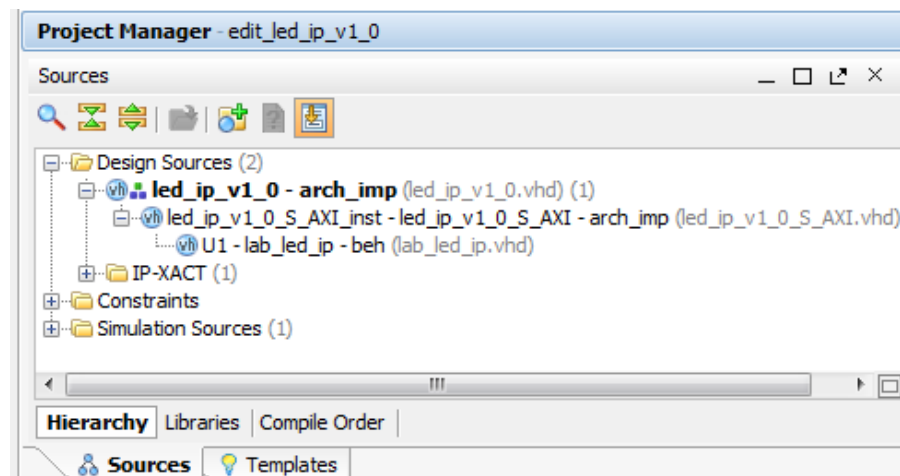 Project Manager - edit_led_ip_v1_0
Sources
Design Sources (2)
led_ip_v1_0 - arch_imp (led_ip_v1_0.vhd) (1)
led_ip_v1_0_S_AXI_inst - led_ip_v1_0_S_AXI - arch_imp (led_ip_v1_0_S_AXI.vhd)
U1 - lab_led_ip - beh (lab_led_ip.vhd)
IP-XACT (1)
Constraints
Simulation Sources (1)
Hierarchy Libraries Compile Order
Sources Templates